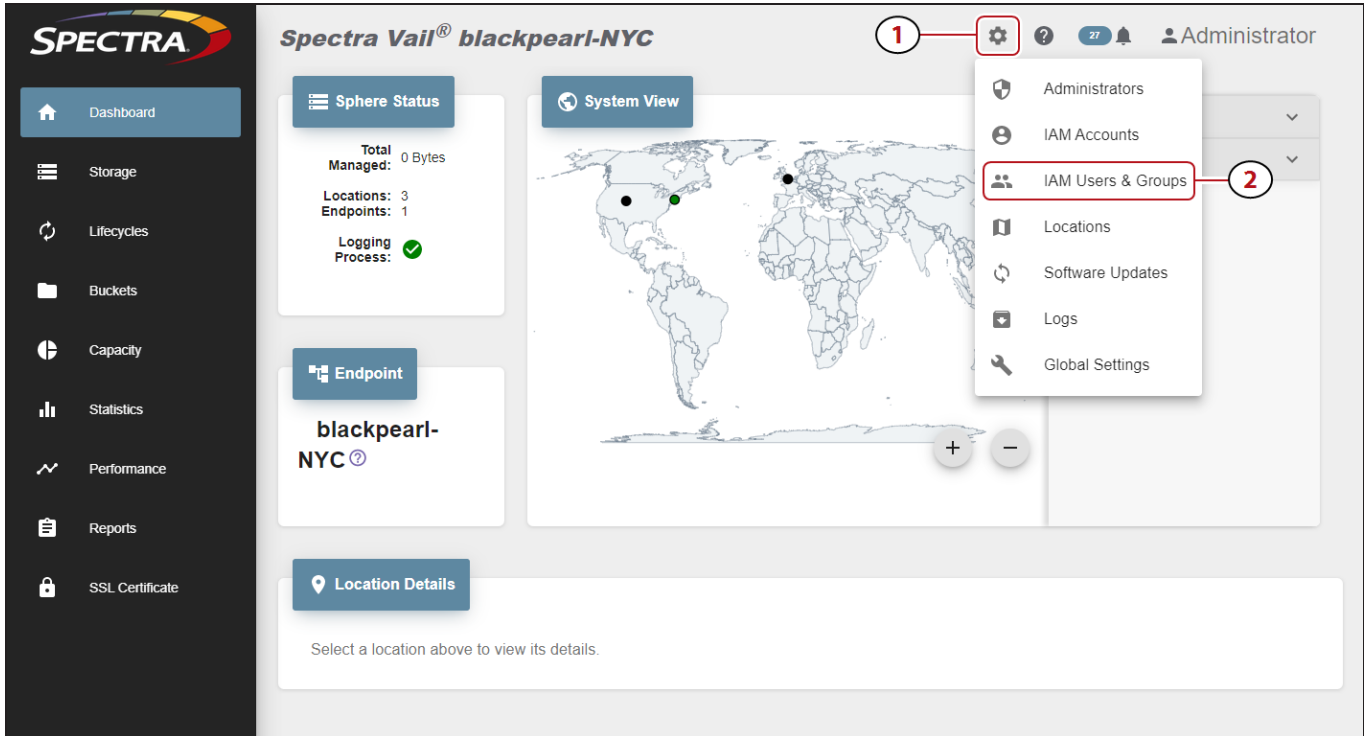 SPECTRA
Spectra Vail® blackpearl-NYC
1
27
Administrator
Dashboard
Storage
Lifecycles
Buckets
Capacity
Statistics
Performance
Reports
SSL Certificate
Sphere Status
Total Managed: 0 Bytes
Locations: 3
Endpoints: 1
Logging Process:
System View
+
−
Administrators
IAM Accounts
IAM Users & Groups
2
Locations
Software Updates
Logs
Global Settings
Endpoint
blackpearl-
NYC
Location Details
Select a location above to view its details.